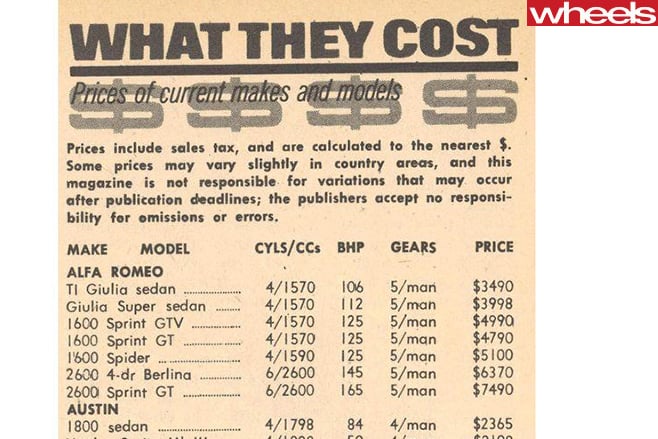 wheels
WHAT THEY COST
Prices of current makes and models
$ $ $ $
Prices include sales tax, and are calculated to the nearest $.
Some prices may vary slightly in country areas, and this
magazine is not responsible for variations that may occur
after publication deadlines; the publishers accept no responsi-
bility for omissions or errors.
MAKE MODEL CYLS/CCs BHP GEARS PRICE
ALFA ROMEO
TI Giulia sedan ................ 4/1570 106 5/man $3490
Giulia Super sedan ............ 4/1570 112 5/man $3998
1600 Sprint GTV ................ 4/1570 125 5/man $4990
1600 Sprint GT ................ 4/1570 125 5/man $4790
1600 Spider ................ 4/1590 125 5/man $5100
2600 4-dr Berlina ............ 6/2600 145 5/man $6370
2600 Sprint GT ................ 6/2600 165 5/man $7490
AUSTIN
1800 sedan ................ 4/1798 84 4/man $2365